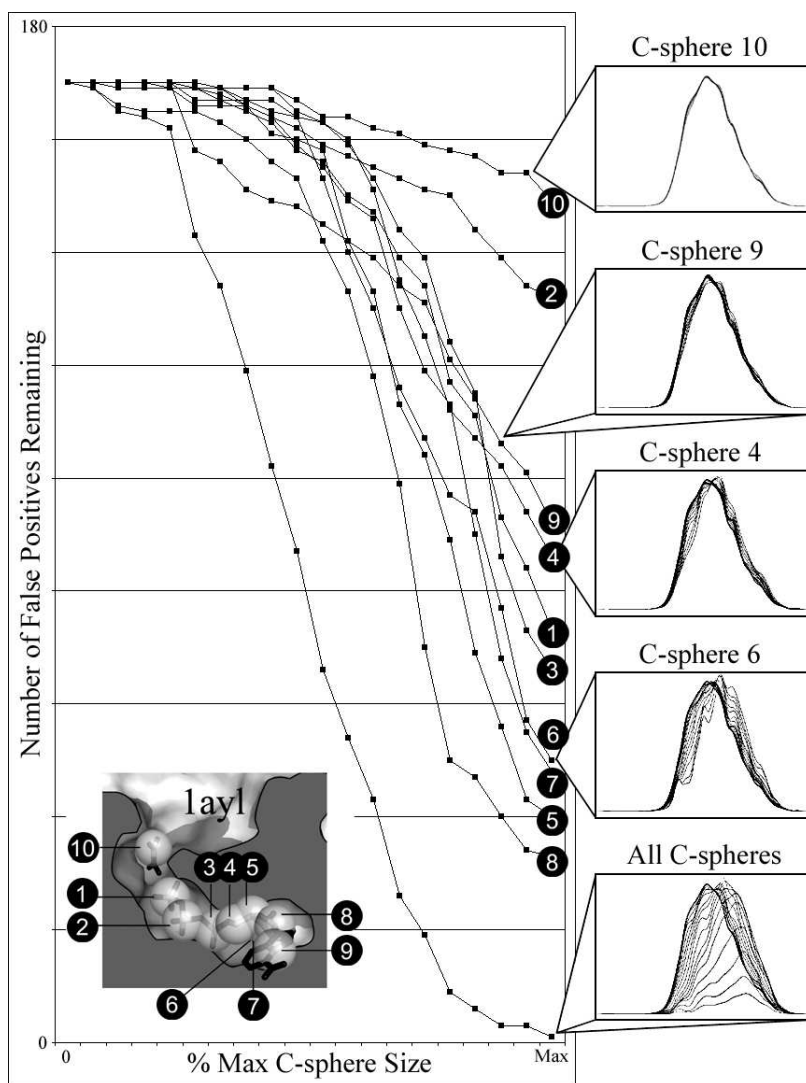 180
Number of False Positives Remaining
0
0
% Max C-sphere Size
Max
10
2
9
4
1
3
6
7
5
8
1ayl
10
1
2
3
4
5
6
7
8
9
C-sphere 10
C-sphere 9
C-sphere 4
C-sphere 6
All C-spheres